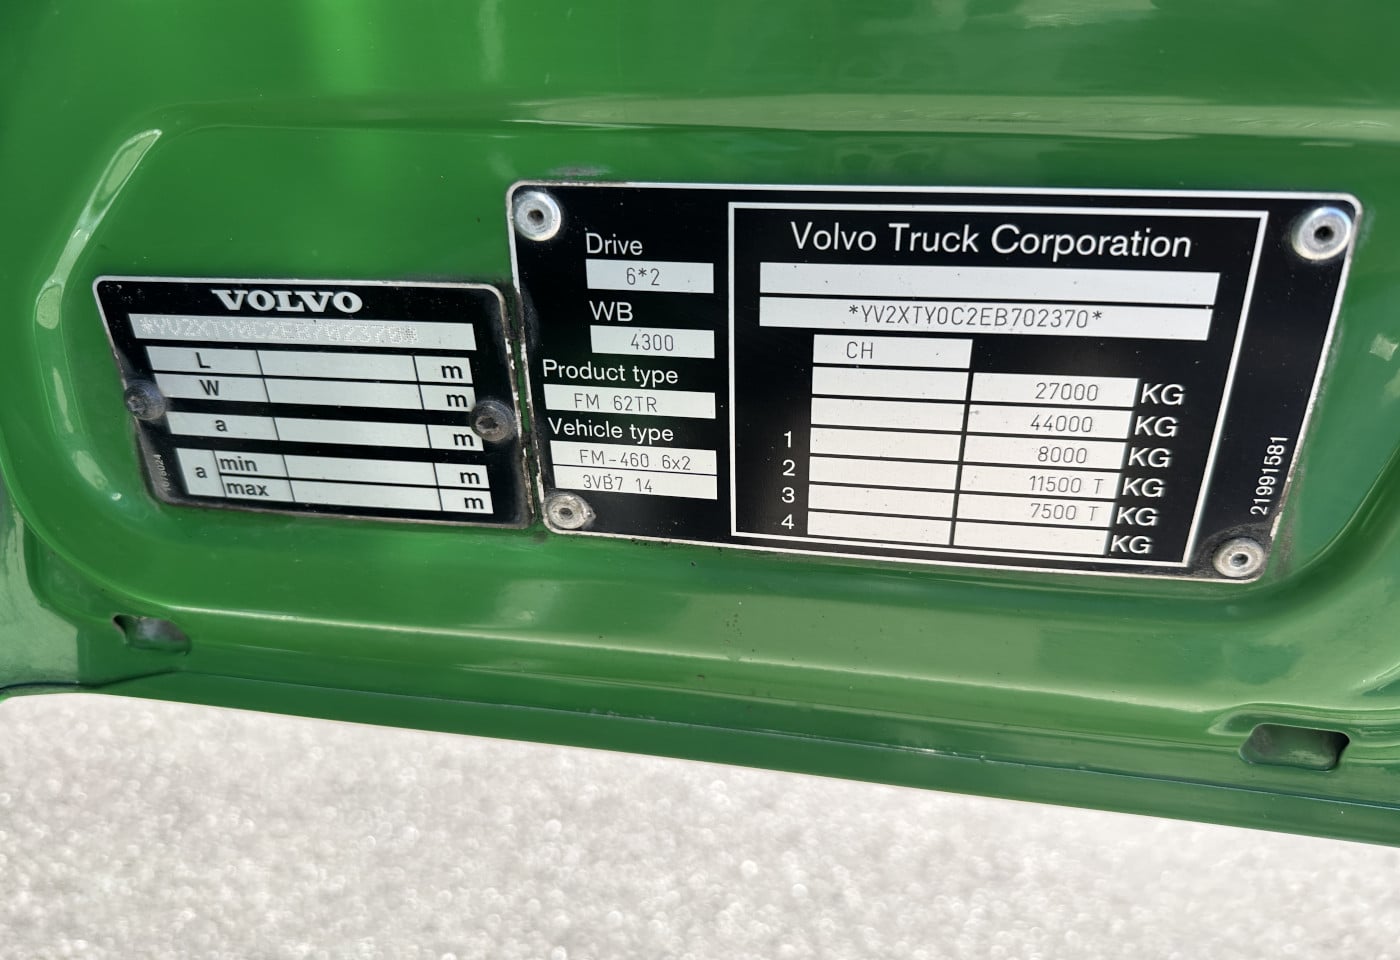 VOLVO
*YV2XTY0C2EB702370*
L m
W m
a m
a min m
max m
Drive
6*2
WB
4300
Product type
FM 62TR
Vehicle type
FM-460 6x2
3VB7 14
Volvo Truck Corporation
*YV2XTY0C2EB702370*
CH
27000 KG
44000 KG
1 8000 KG
2 11500 T KG
3 7500 T KG
4 KG
21991581